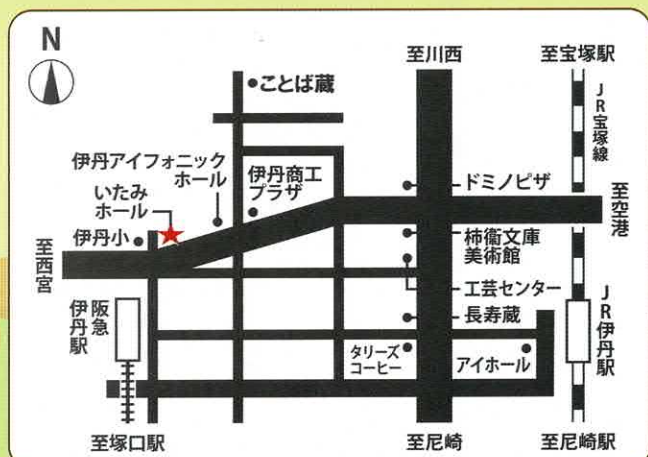 N
至川西
至宝塚駅
JR宝塚線
ことば蔵
伊丹アイフォニック
ホール
伊丹商工
プラザ
ドミノピザ
いたみ
ホール
伊丹小
至空港
至西宮
柿衞文庫
美術館
工芸センター
阪急
伊丹駅
長寿蔵
JR伊丹駅
タリーズ
コーヒー
アイホール
至塚口駅
至尼崎
至尼崎駅